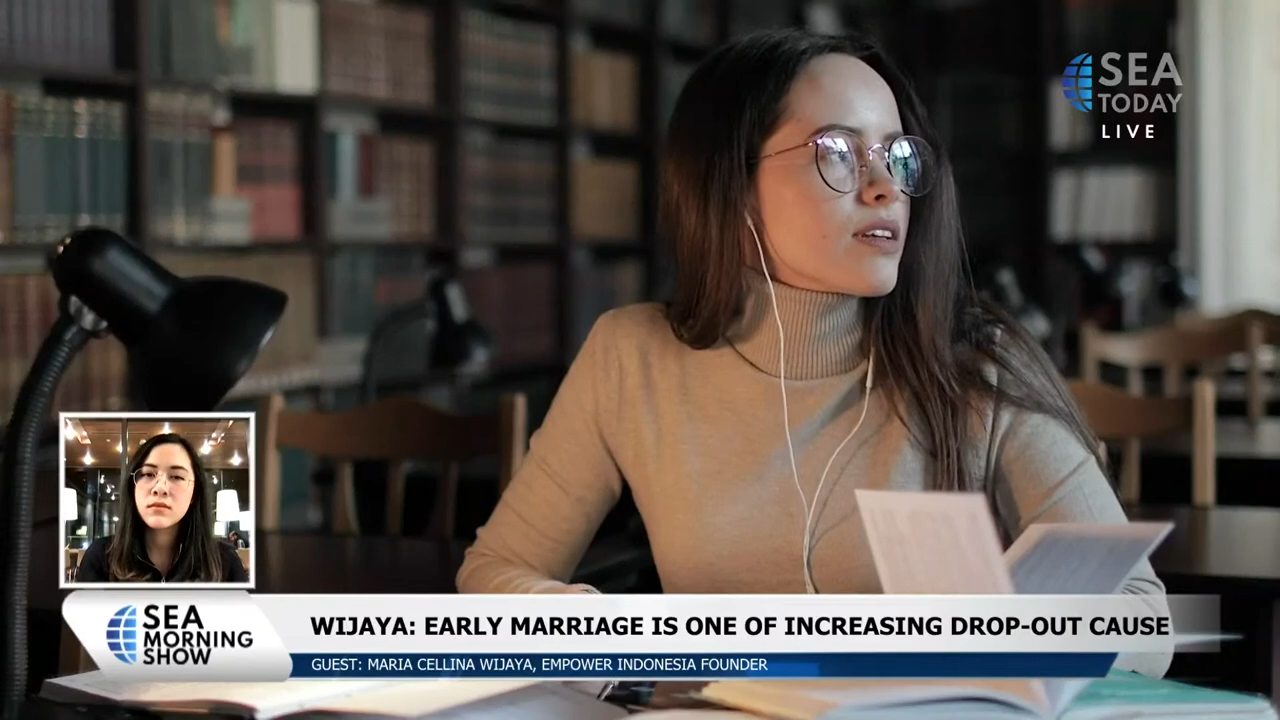 SEA
TODAY
LIVE
SEA
MORNING
SHOW
WIJAYA: EARLY MARRIAGE IS ONE OF INCREASING DROP-OUT CAUSE
GUEST: MARIA CELLINA WIJAYA, EMPOWER INDONESIA FOUNDER